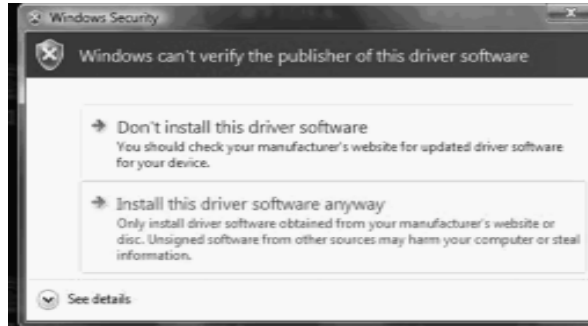 Windows Security
Windows can't verify the publisher of this driver software
Don't install this driver software
You should check your manufacturer's website for updated driver software
for your device.
Install this driver software anyway
Only install driver software obtained from your manufacturer's website or
disc. Unsigned software from other sources may harm your computer or steal
information.
See details